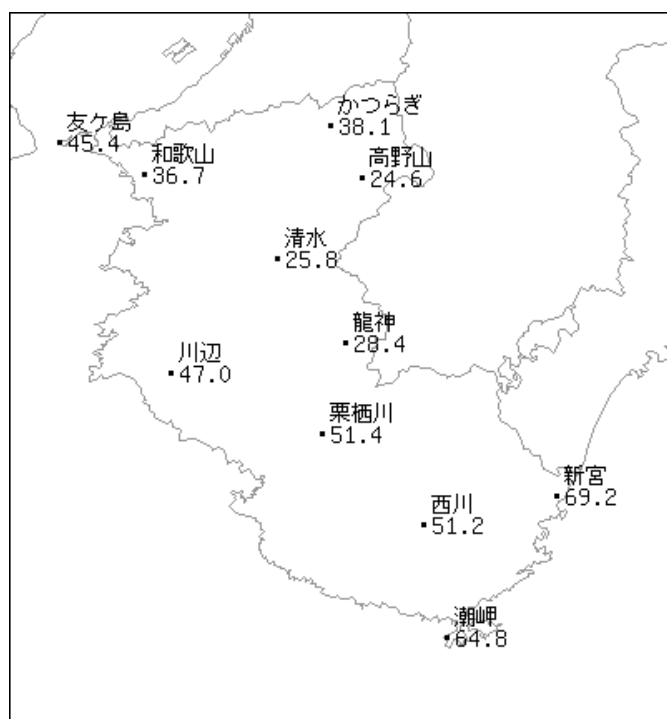 かつらぎ
38.1
友ケ島
45.4
和歌山
36.7
高野山
24.6
清水
25.8
龍神
28.4
川辺
47.0
栗栖川
51.4
新宮
69.2
西川
51.2
潮岬
64.8